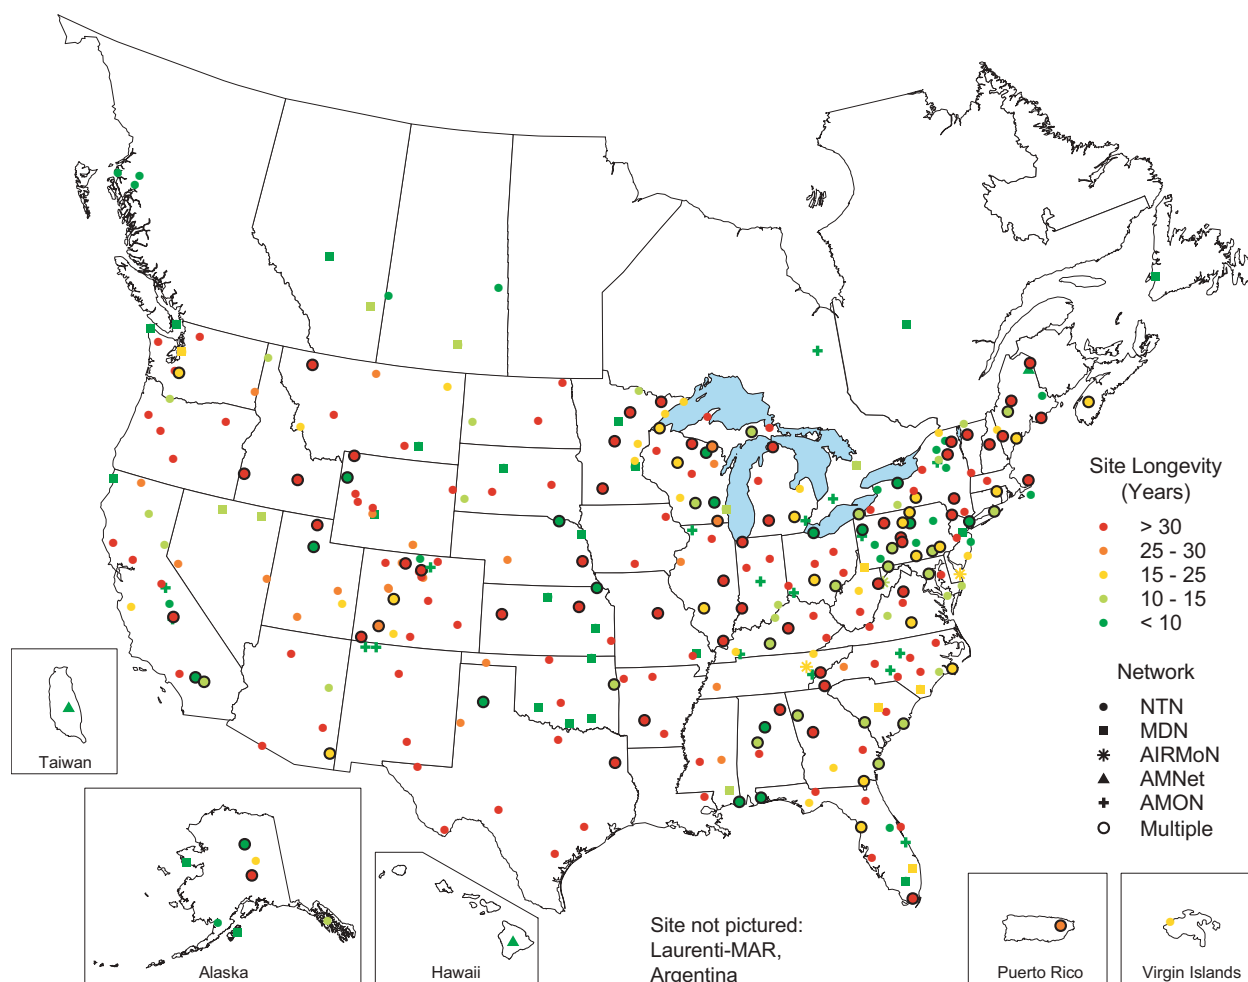 Site Longevity
(Years)
> 30
25 - 30
15 - 25
10 - 15
< 10
Network
NTN
MDN
AIRMoN
AMNet
AMON
Multiple
Taiwan
Alaska
Hawaii
Site not pictured:
Laurenti-MAR,
Argentina
Puerto Rico
Virgin Islands